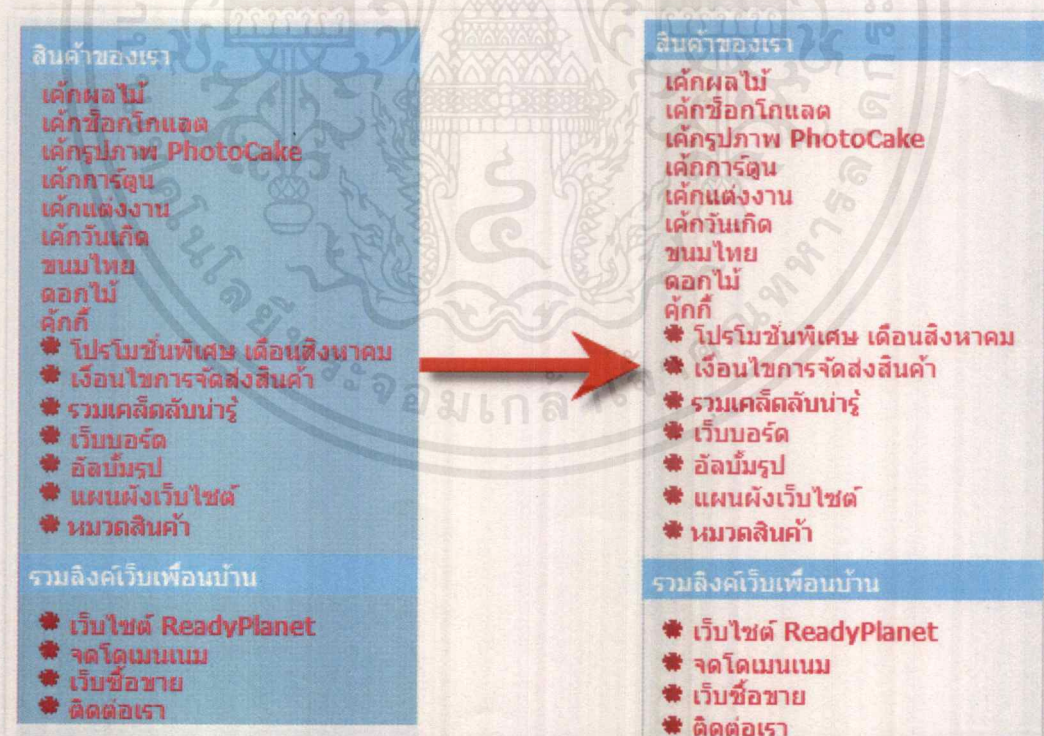 สินค้าของเรา
เค้กผลไม้
เค้กช็อกโกแลต
เค้กรูปภาพ PhotoCake
เค้กการ์ตูน
เค้กแต่งงาน
เค้กวันเกิด
ขนมไทย
ดอกไม้
คุ้กกี้
โปรโมชั่นพิเศษ เดือนสิงหาคม
เงื่อนไขการจัดส่งสินค้า
รวมเคล็ดลับน่ารู้
เว็บบอร์ด
อัลบั้มรูป
แผนผังเว็บไซต์
หมวดสินค้า
รวมลิงค์เว็บเพื่อนบ้าน
เว็บไซต์ ReadyPlanet
จดโดเมนเนม
เว็บซื้อขาย
ติดต่อเรา
สินค้าของเรา
เค้กผลไม้
เค้กช็อกโกแลต
เค้กรูปภาพ PhotoCake
เค้กการ์ตูน
เค้กแต่งงาน
เค้กวันเกิด
ขนมไทย
ดอกไม้
คุ้กกี้
โปรโมชั่นพิเศษ เดือนสิงหาคม
เงื่อนไขการจัดส่งสินค้า
รวมเคล็ดลับน่ารู้
เว็บบอร์ด
อัลบั้มรูป
แผนผังเว็บไซต์
หมวดสินค้า
รวมลิงค์เว็บเพื่อนบ้าน
เว็บไซต์ ReadyPlanet
จดโดเมนเนม
เว็บซื้อขาย
ติดต่อเรา